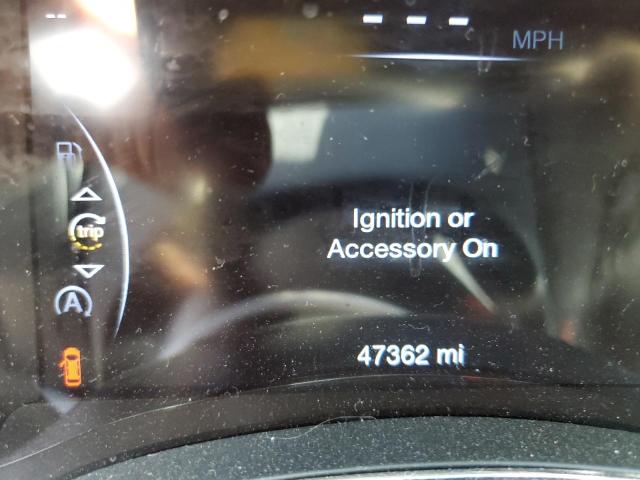 -- 
- - -
MPH
trip
Ignition or
Accessory On
A
47362 mi